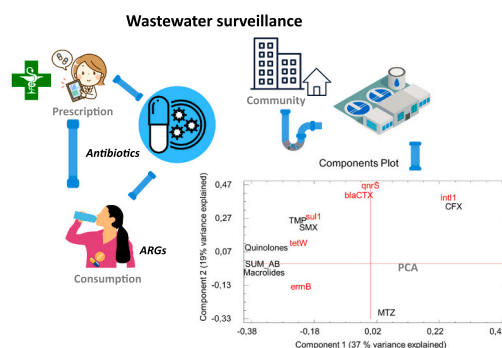 Wastewater surveillance
Prescription
Antibiotics
ARGs
Consumption
Community
Components Plot
Component 2 (19% variance explained)
0,47
0,27
0,07
-0,13
-0,33
qnrS
blaCTX
intI1
CFX
TMP
sul1
SMX
tetW
Quinolones
SUM_AB
Macrolides
ermB
PCA
MTZ
-0,38
-0,18
0,02
0,22
0,42
Component 1 (37 % variance explained)